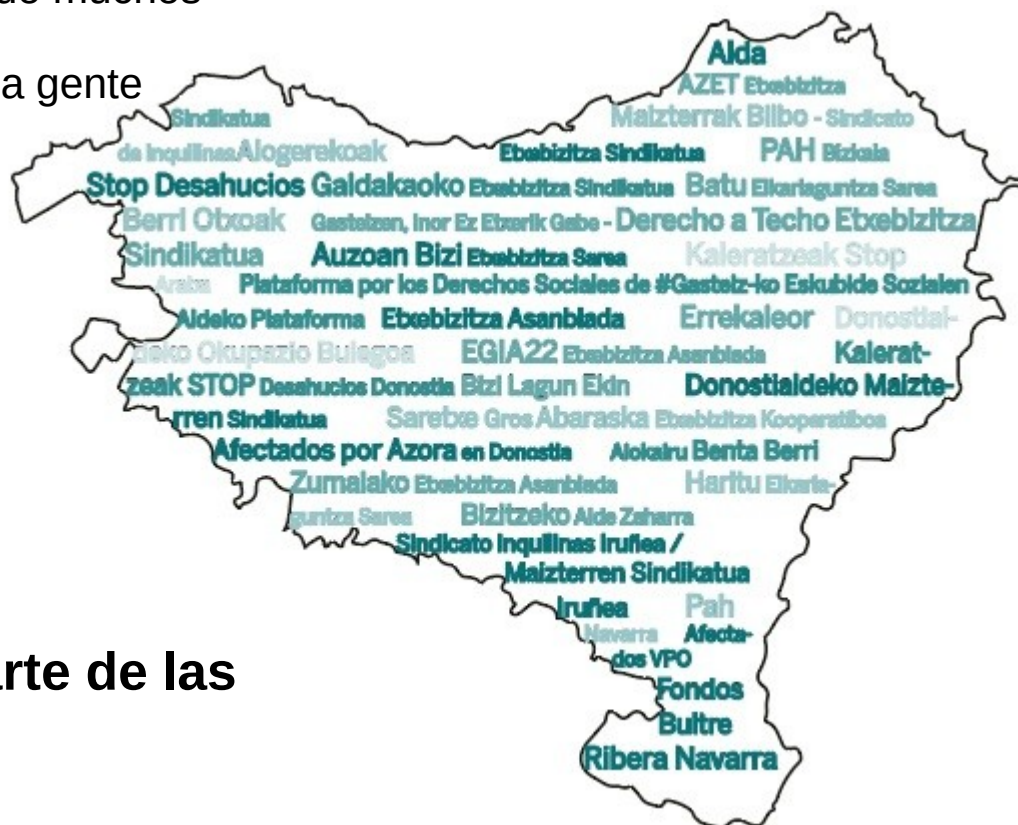 de muchos
a gente
Alda
AZET Etxebizitza
Sindikatua Maizterrak Bilbo - Sindicato
de Inquilinas Alogerekoak Etxebizitza Sindikatua PAH Bizkaia
Stop Desahucios Galdakaoko Etxebizitza Sindikatua Batu Elkarlaguntza Sarea
Berri Otxoak Gasteizen, Inor Ez Etxerik Gabe - Derecho a Techo Etxebizitza
Sindikatua Auzoan Bizi Etxebizitza Sarea Kaleratzeak Stop
Araba Plataforma por los Derechos Sociales de #Gasteiz-ko Eskubide Sozialen
Aldeko Plataforma Etxebizitza Asanblada Errekaleor Donostial-
deko Okupazio Bulegoa EGIA22 Etxebizitza Asanblada Kalerat-
zeak STOP Desahucios Donostia Bizi Lagun Ekin Donostialdeko Maizte-
rren Sindikatua Saretxe Gros Abaraska Etxebizitza Kooperatiboa
Afectados por Azora en Donostia Alokairu Benta Berri
Zumaiako Etxebizitza Asanblada Haritu Elkarla-
guntza Sarea Bizitzeko Alde Zaharra
Sindicato Inquilinas Iruñea /
Maizterren Sindikatua
Iruñea Pah
Navarra Afecta-
dos VPO
arte de las
Fondos
Buitre
Ribera Navarra